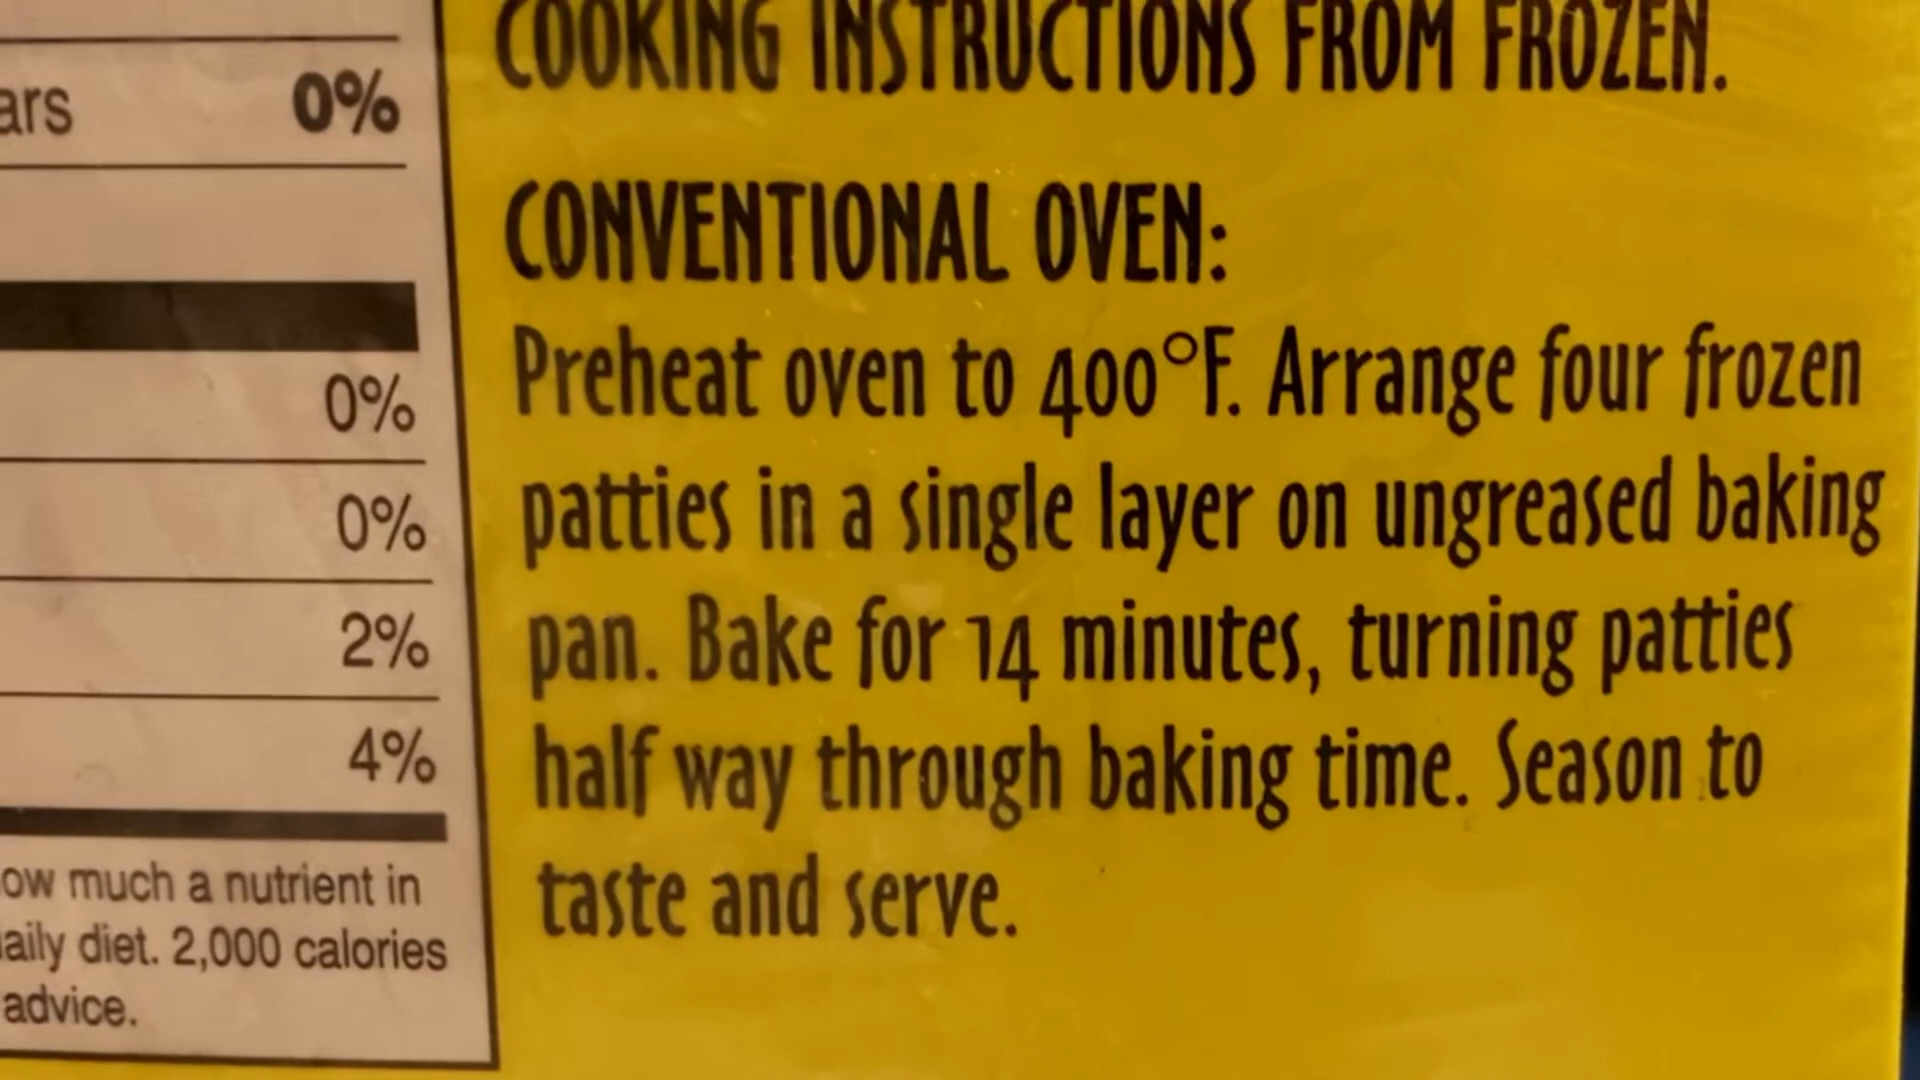 COOKING INSTRUCTIONS FROM FROZEN.
CONVENTIONAL OVEN:
Preheat oven to 400°F. Arrange four frozen
patties in a single layer on ungreased baking
pan. Bake for 14 minutes, turning patties
half way through baking time. Season to
taste and serve.
ars 0%
0%
0%
2%
4%
ow much a nutrient in
aily diet. 2,000 calories
advice.